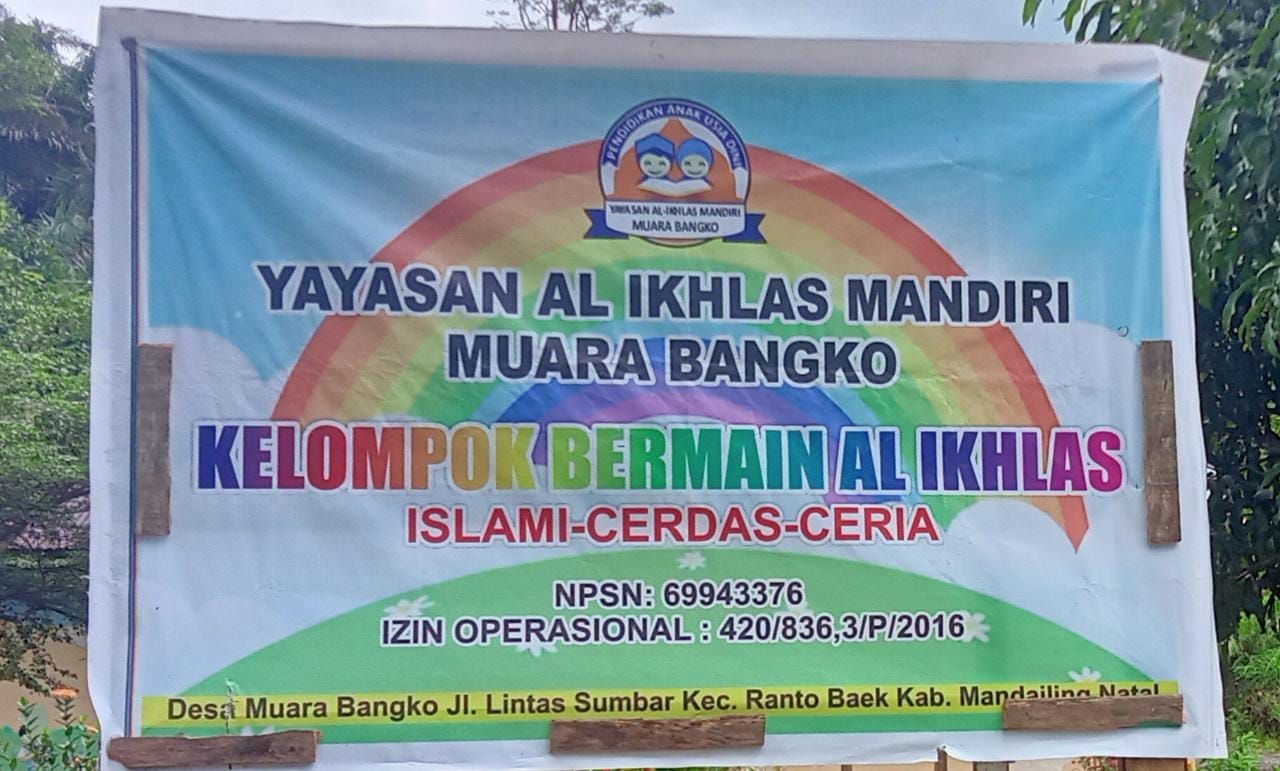 PENDIDIKAN ANAK USIA DINI
YAYASAN AL-IKHLAS MANDIRI
MUARA BANGKO
YAYASAN AL IKHLAS MANDIRI
MUARA BANGKO
KELOMPOK BERMAIN AL IKHLAS
ISLAMI-CERDAS-CERIA
NPSN: 69943376
IZIN OPERASIONAL : 420/836,3/P/2016
Desa Muara Bangko Jl. Lintas Sumbar Kec. Ranto Baek Kab. Mandailing Natal